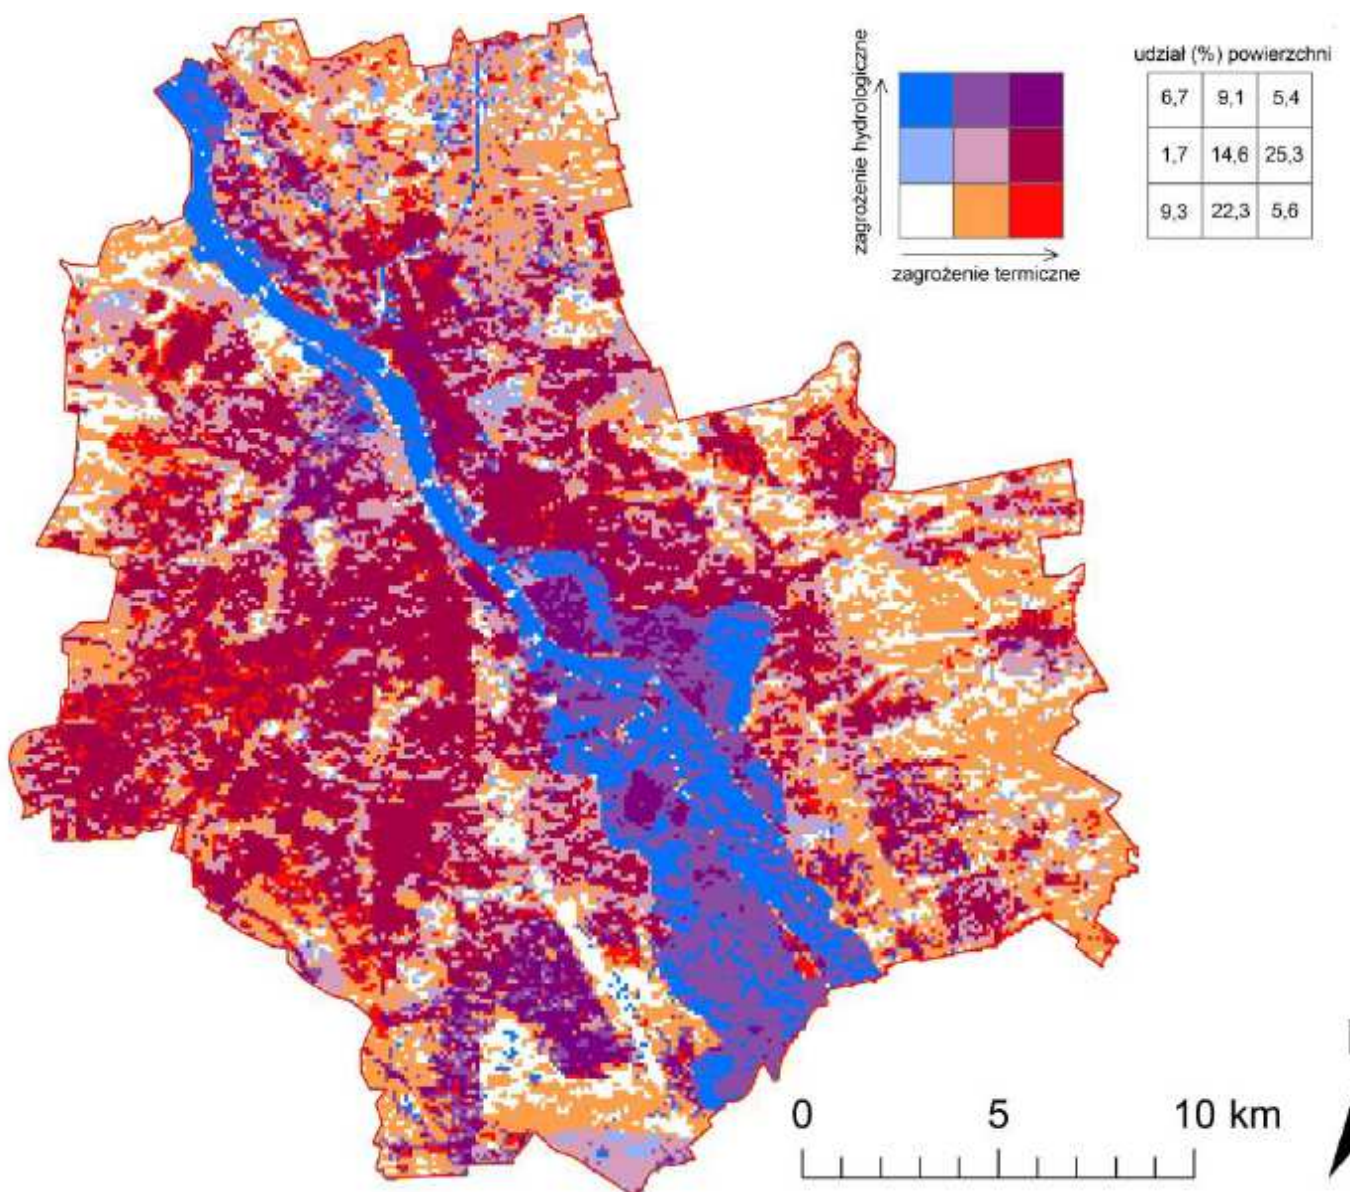 udział (%) powierzchni
zagrożenie hydrologiczne
6,7 9,1 5,4
1,7 14,6 25,3
9,3 22,3 5,6
zagrożenie termiczne
0 5 10 km